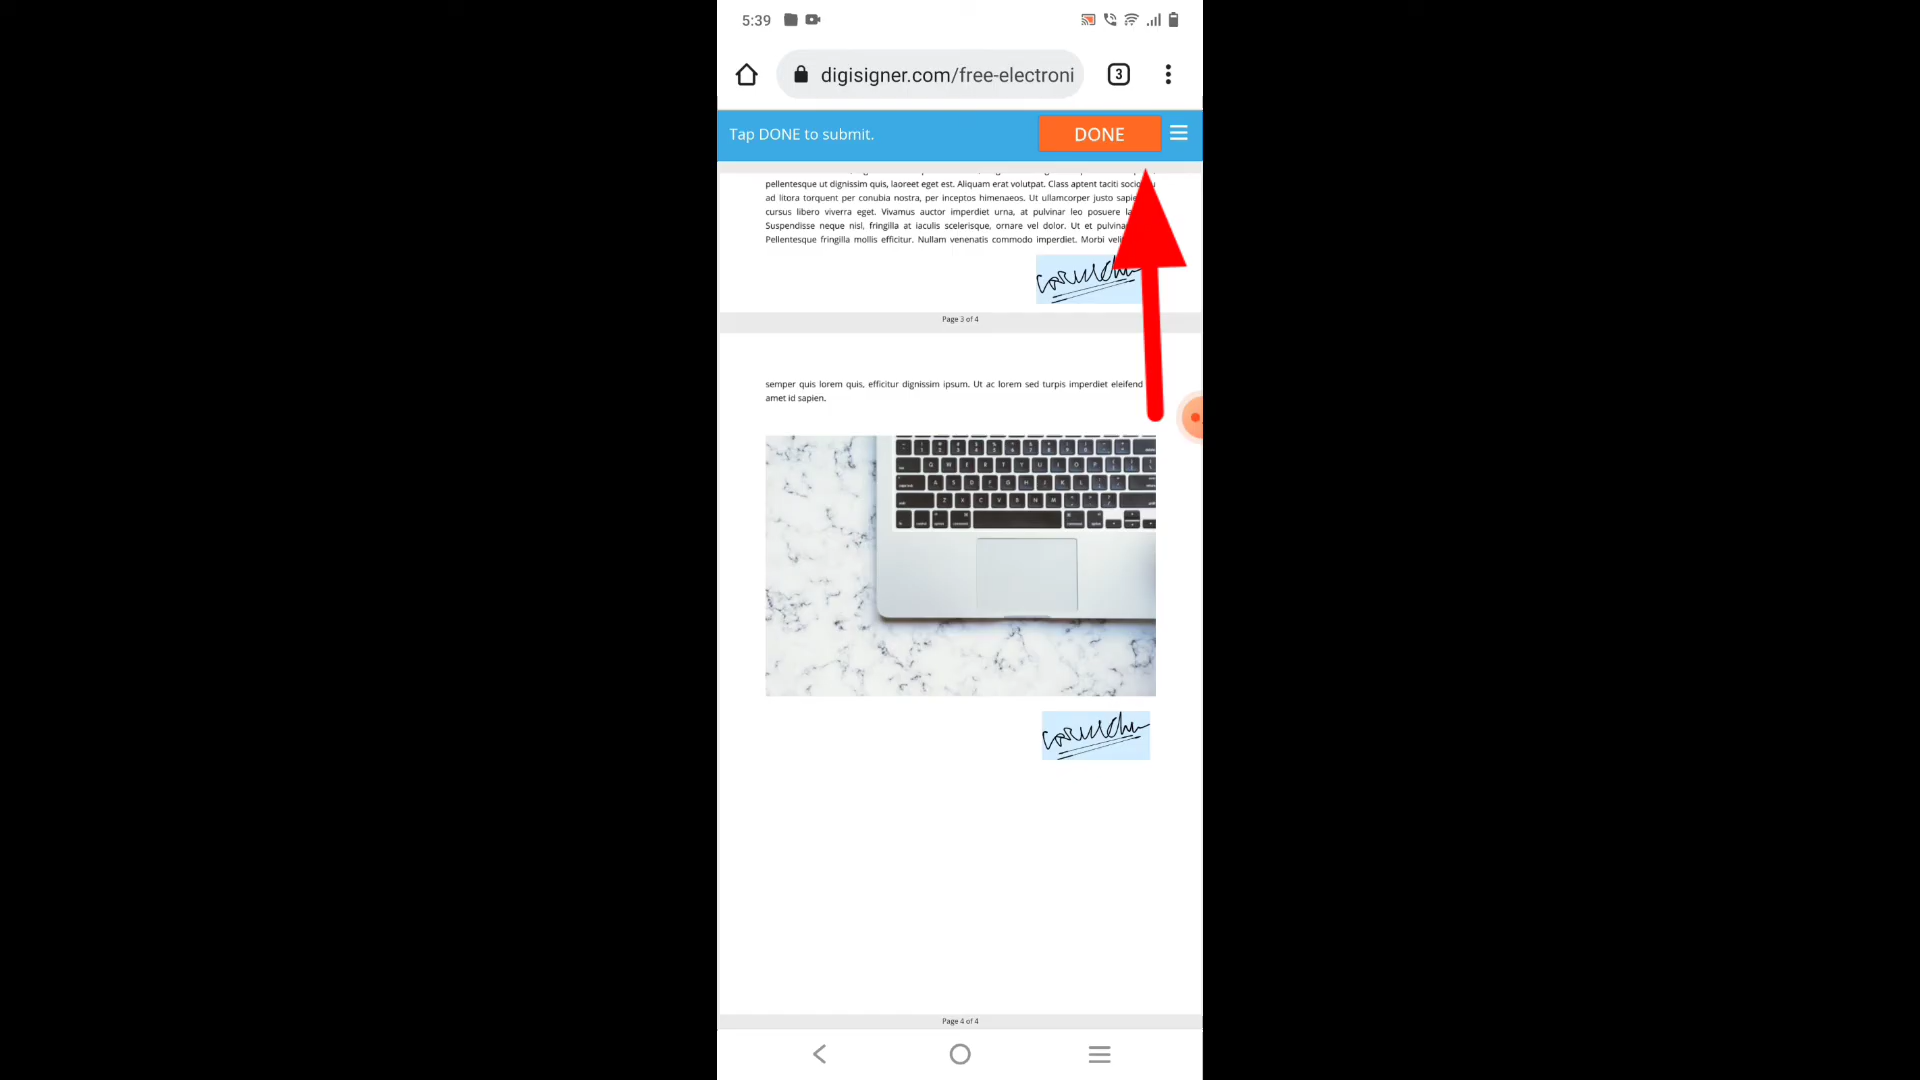 5:39
digisigner.com/free-electroni
3
Tap DONE to submit.
DONE
pellentesque ut dignissim quis, laoreet eget est. Aliquam erat volutpat. Class aptent taciti
ad litora torquent per conubia nostra, per inceptos himenaeos. Ut ullamcorper justo
cursus libero viverra eget. Vivamus auctor imperdiet urna, at pulvinar leo posuere
Suspendisse neque nisl, fringilla at iaculis scelerisque, ornare vel dolor. Ut et
Pellentesque fringilla mollis efficitur. Nullam venenatis commodo imperdiet. Morbi
Page 3 of 4
semper quis lorem quis, efficitur dignissim ipsum. Ut ac lorem sed turpis imperdiet eleifend
amet id sapien.
Page 4 of 4